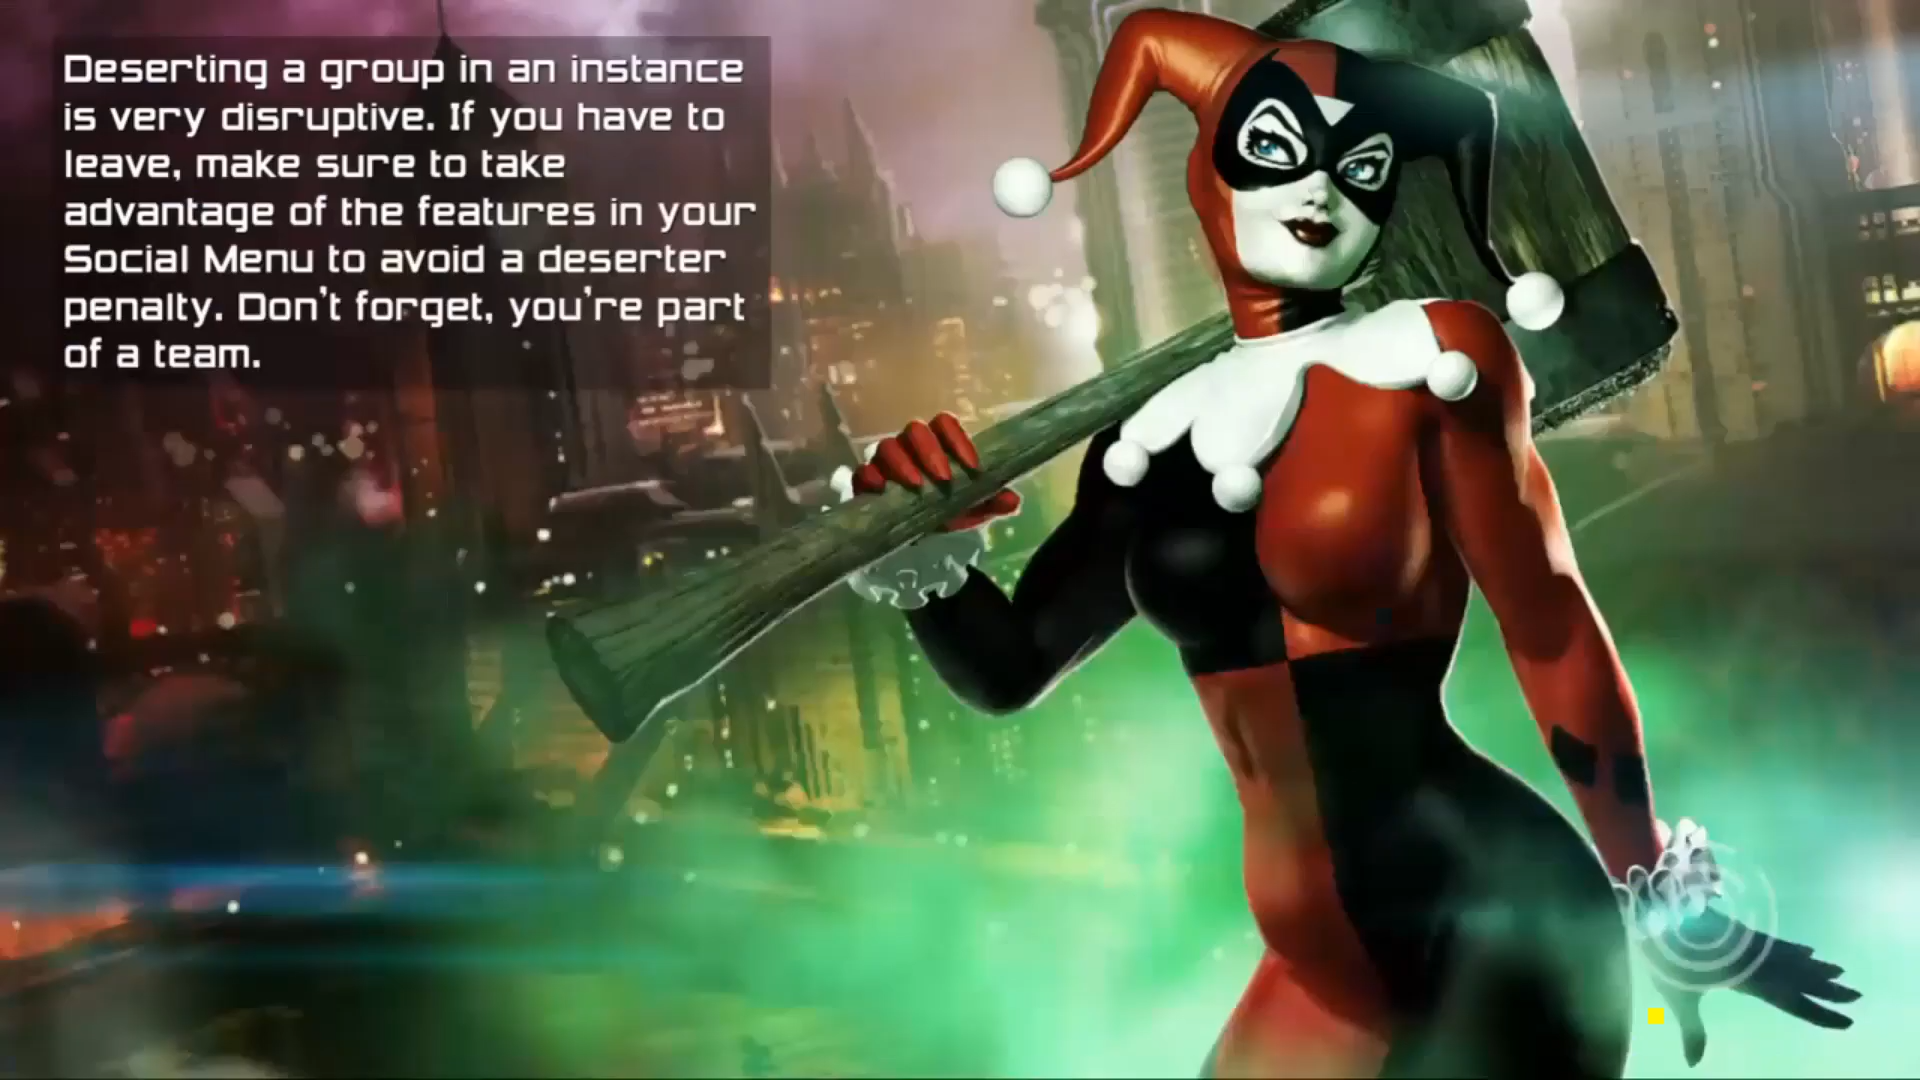 Deserting a group in an instance
is very disruptive. If you have to
leave, make sure to take
advantage of the features in your
Social Menu to avoid a deserter
penalty. Don't forget, you're part
of a team.